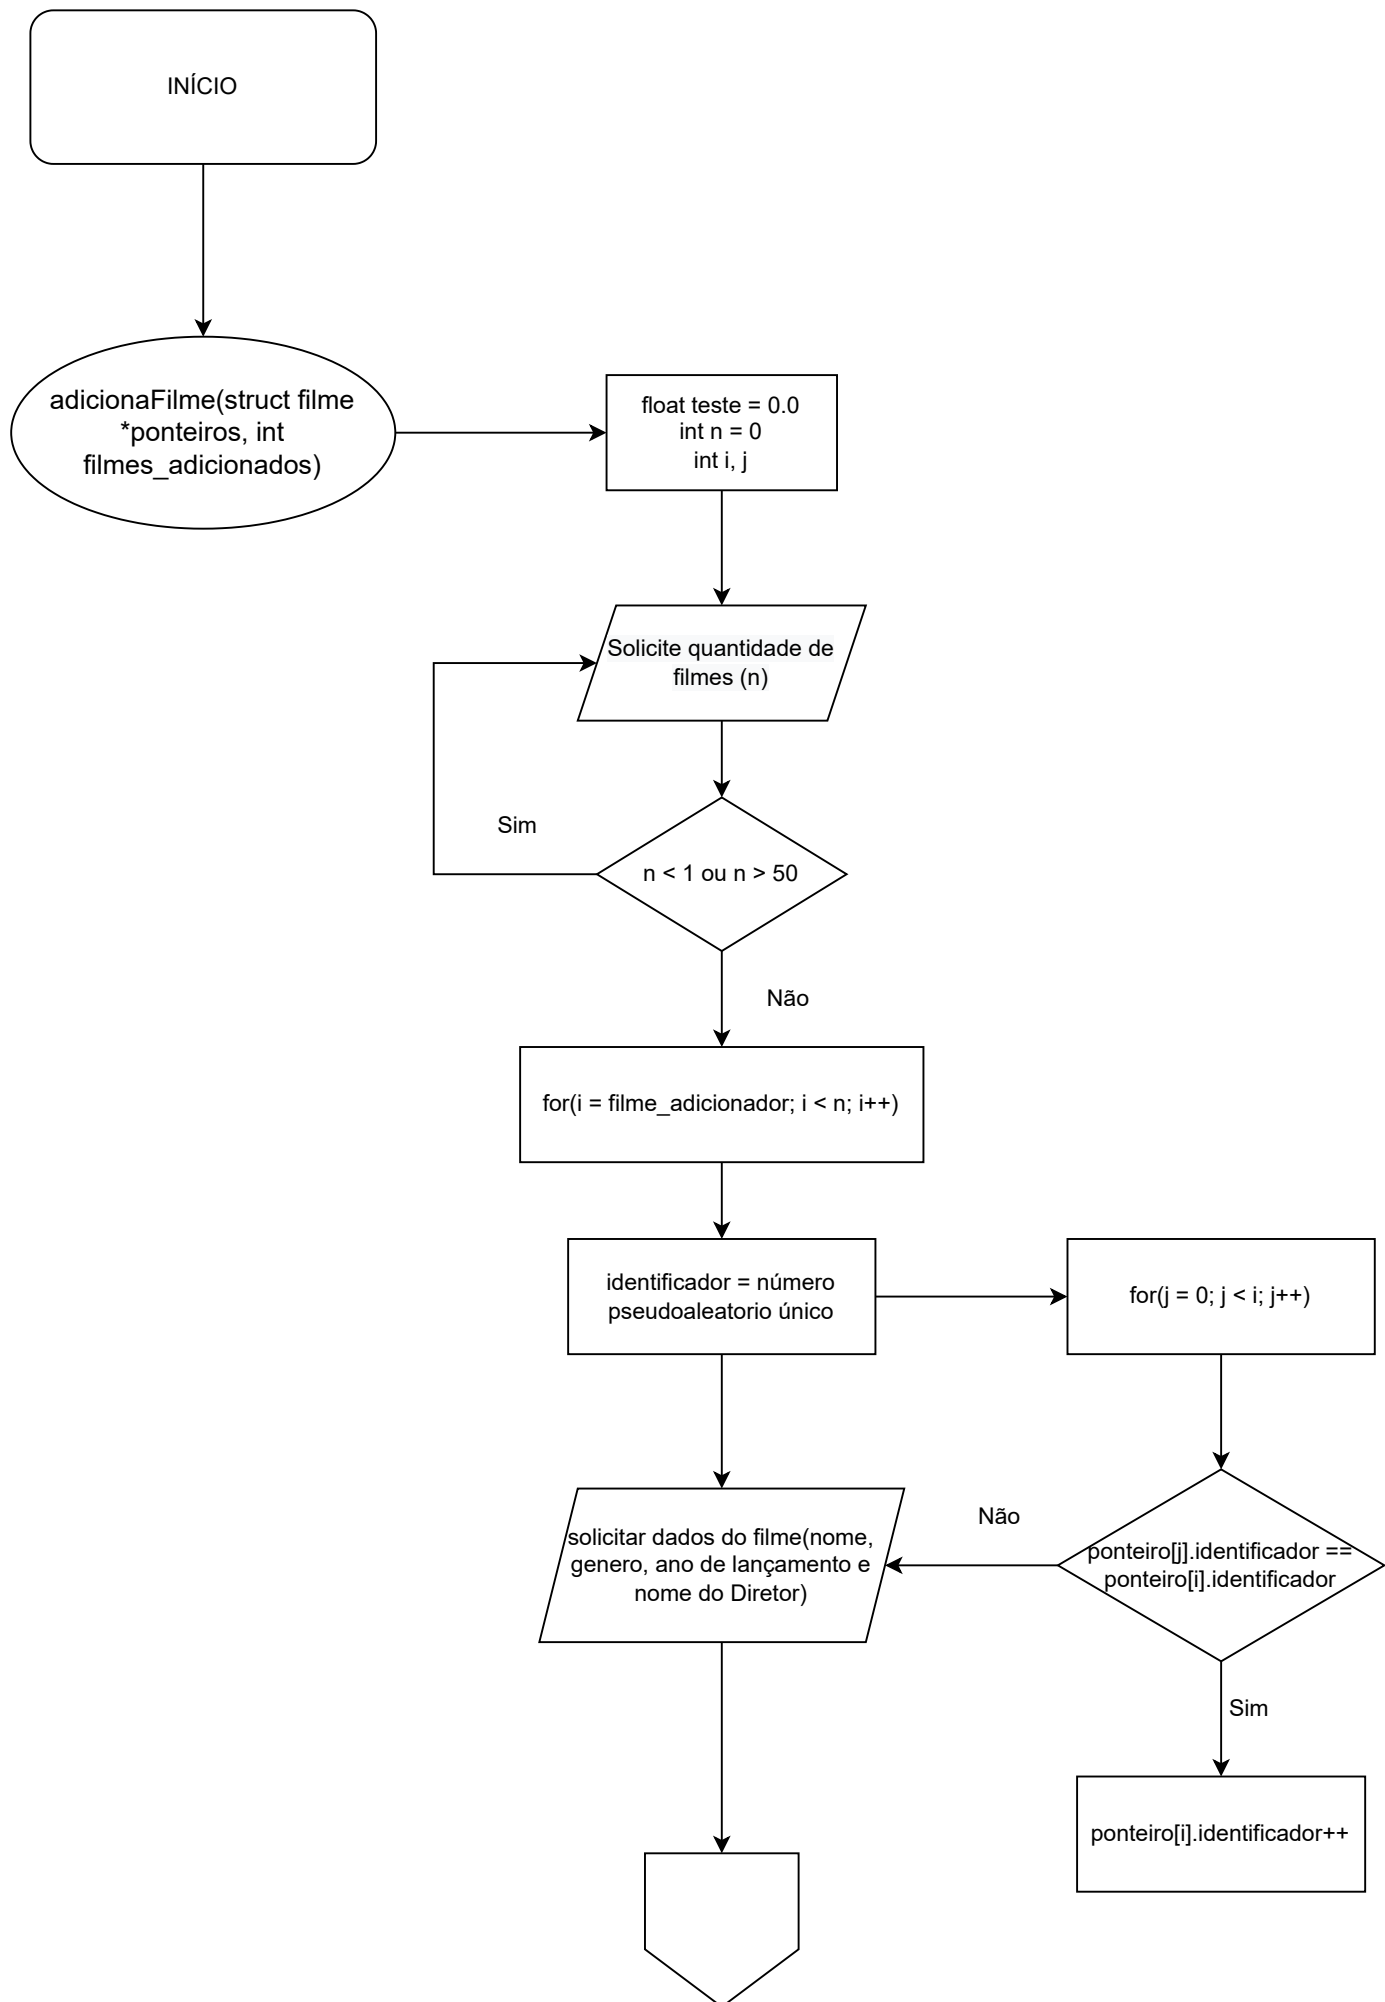 INÍCIO
adicionaFilme(struct filme
*ponteiros, int
filmes_adicionados)
float teste = 0.0
int n = 0
int i, j
Solicite quantidade de
filmes (n)
Sim
n < 1 ou n > 50
Não
for(i = filme_adicionador; i < n; i++)
identificador = número
pseudoaleatorio único
for(j = 0; j < i; j++)
Não
solicitar dados do filme(nome,
genero, ano de lançamento e
nome do Diretor)
ponteiro[j].identificador ==
ponteiro[i].identificador
Sim
ponteiro[i].identificador++